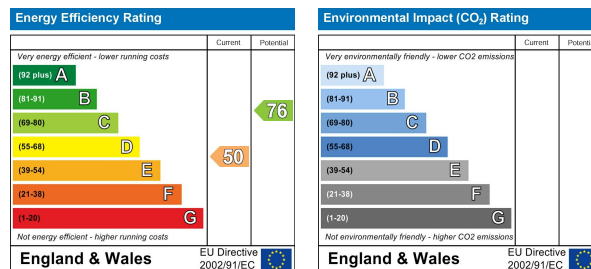 Energy Efficiency Rating
Current Potential
Very energy efficient - lower running costs
(92 plus) A
(81-91) B
(69-80) C
(55-68) D
(39-54) E
(21-38) F
(1-20) G
76
50
Not energy efficient - higher running costs
England & Wales
EU Directive
2002/91/EC
Environmental Impact (CO₂) Rating
Current Potenti
Very environmentally friendly - lower CO2 emissions
(92 plus) A
(81-91) B
(69-80) C
(55-68) D
(39-54) E
(21-38) F
(1-20) G
Not environmentally friendly - higher CO2 emissions
England & Wales
EU Directive
2002/91/EC